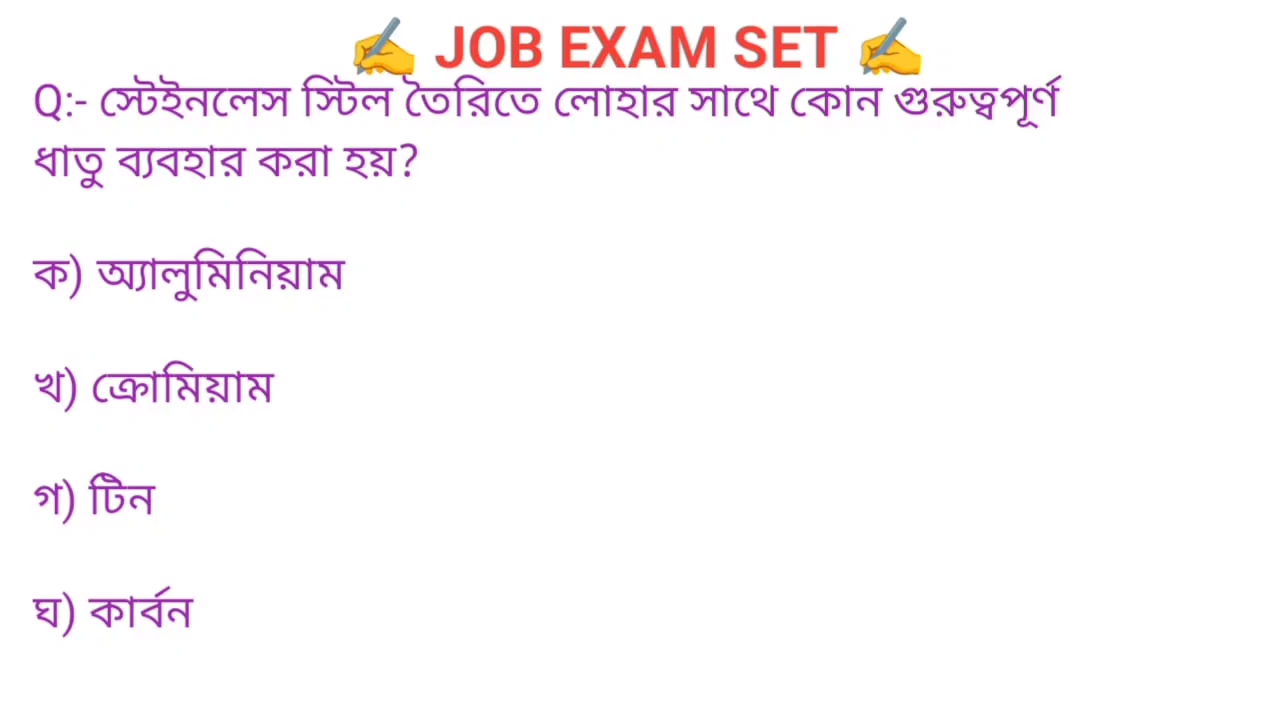 ✍️ JOB EXAM SET ✍️
Q:- স্টেইনলেস স্টিল তৈরিতে লোহার সাথে কোন গুরুত্বপূর্ণ
ধাতু ব্যবহার করা হয়?
ক) অ্যালুমিনিয়াম
খ) ক্রোমিয়াম
গ) টিন
ঘ) কার্বন